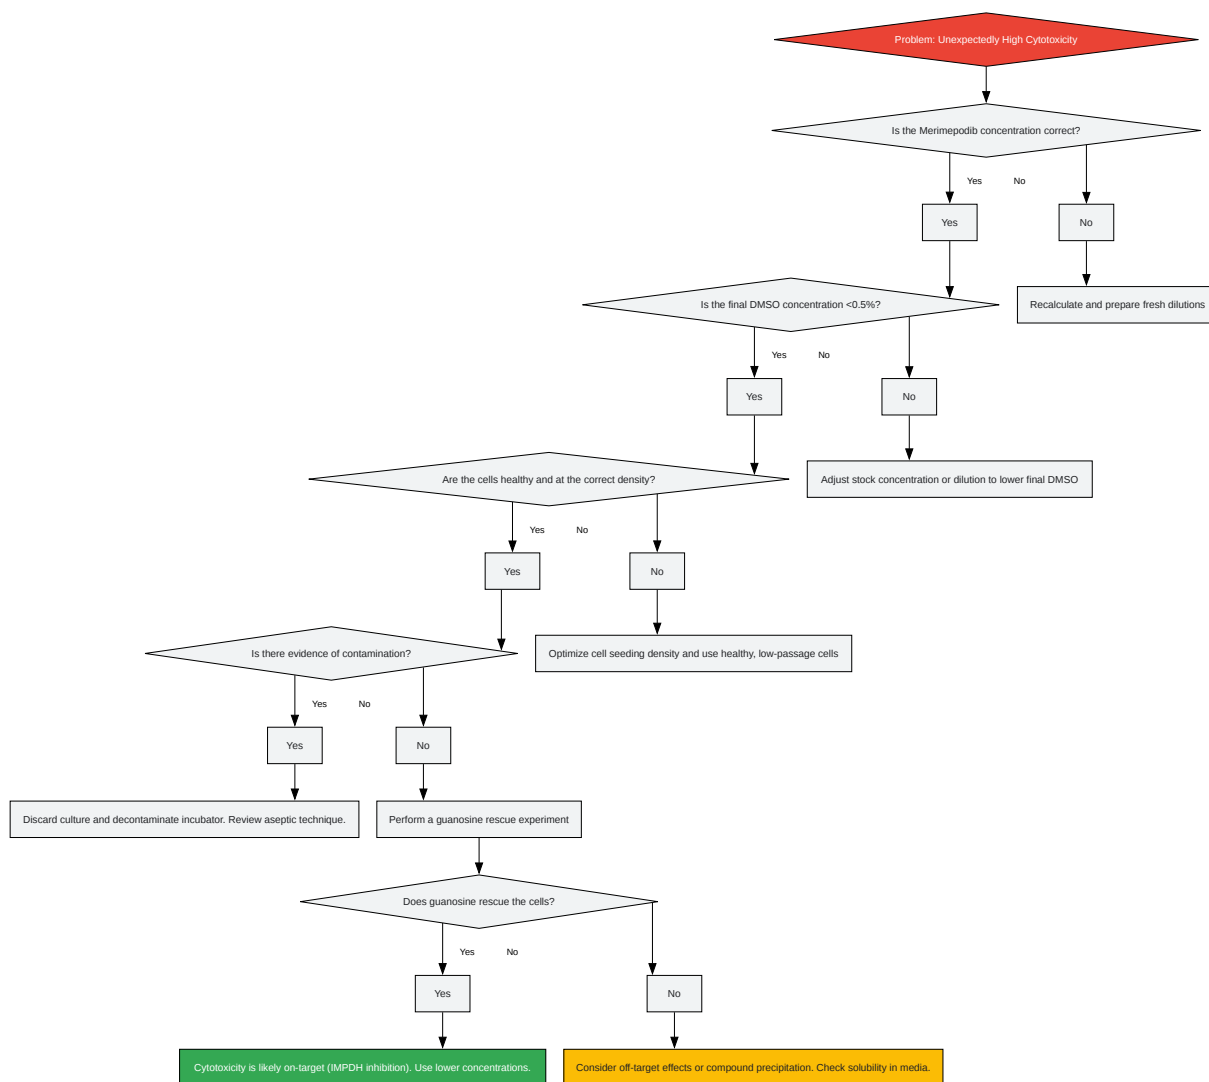 Problem: Unexpectedly High Cytotoxicity
Is the Merimepodib concentration correct?
Yes
No
Yes
No
Is the final DMSO concentration <0.5%?
Recalculate and prepare fresh dilutions
Yes
No
Yes
No
Are the cells healthy and at the correct density?
Adjust stock concentration or dilution to lower final DMSO
Yes
No
Yes
No
Is there evidence of contamination?
Optimize cell seeding density and use healthy, low-passage cells
Yes
No
Yes
No
Discard culture and decontaminate incubator. Review aseptic technique.
Perform a guanosine rescue experiment
Does guanosine rescue the cells?
Yes
No
Yes
No
Cytotoxicity is likely on-target (IMPDH inhibition). Use lower concentrations.
Consider off-target effects or compound precipitation. Check solubility in media.